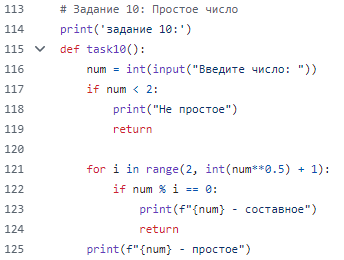 113 # Задание 10: Простое число
114 print('задание 10:')
115 def task10():
116     num = int(input("Введите число: "))
117     if num < 2:
118         print("Не простое")
119         return
120
121     for i in range(2, int(num**0.5) + 1):
122         if num % i == 0:
123             print(f"{num} - составное")
124             return
125     print(f"{num} - простое")